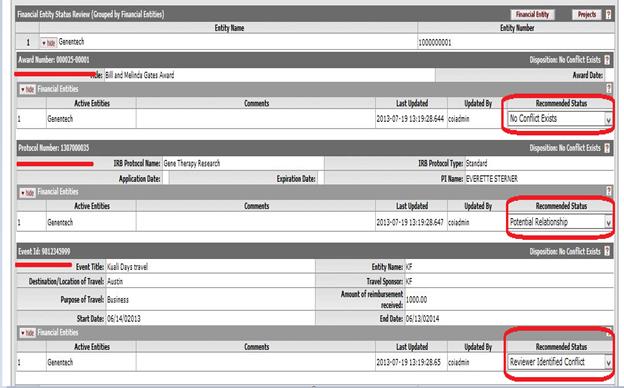 Financial Entity Status Review (Grouped by Financial Entities) Financial Entity Projects ?
Entity Name Entity Number
1 hide Genentech 1000000001
Award Number: 000025-00001 Disposition: No Conflict Exists ?
Title: Bill and Melinda Gates Award Award Date:
hide Financial Entities ?
Active Entities Comments Last Updated Updated By Recommended Status
1 Genentech 2013-07-19 13:19:28.644 coiadmin No Conflict Exists
Protocol Number: 1307000035 Disposition: No Conflict Exists ?
IRB Protocol Name: Gene Therapy Research IRB Protocol Type: Standard
Application Date: Expiration Date: PI Name: EVERETTE STERNER
hide Financial Entities ?
Active Entities Comments Last Updated Updated By Recommended Status
1 Genentech 2013-07-19 13:19:28.647 coiadmin Potential Relationship
Event Id: 9812345999 Disposition: No Conflict Exists ?
Event Title: Kuali Days travel Entity Name: KF
Destination/Location of Travel: Austin Travel Sponsor: KF
Purpose of Travel: Business Amount of reimbursement received: 1000.00
Start Date: 06/14/02013 End Date: 06/13/02014
hide Financial Entities ?
Active Entities Comments Last Updated Updated By Recommended Status
1 Genentech 2013-07-19 13:19:28.65 coiadmin Reviewer Identified Conflict